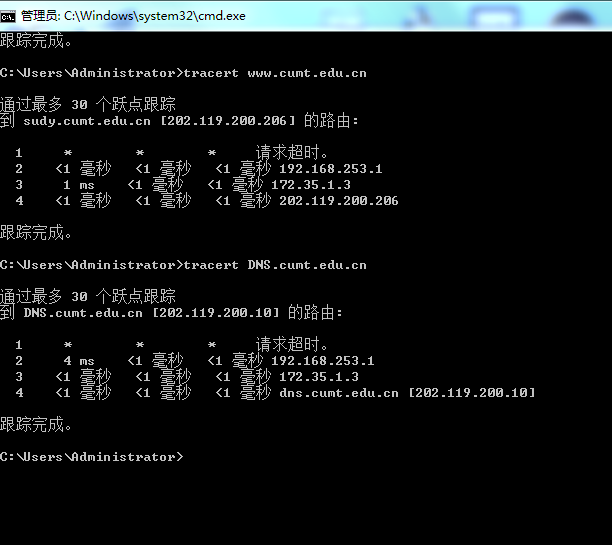 管理员: C:\Windows\system32\cmd.exe
跟踪完成。
C:\Users\Administrator>tracert www.cumt.edu.cn
通过最多 30 个跃点跟踪
到 sudy.cumt.edu.cn [202.119.200.206] 的路由:
1 * * * 请求超时。
2 <1 毫秒 <1 毫秒 <1 毫秒 192.168.253.1
3 1 ms <1 毫秒 <1 毫秒 172.35.1.3
4 <1 毫秒 <1 毫秒 <1 毫秒 202.119.200.206
跟踪完成。
C:\Users\Administrator>tracert DNS.cumt.edu.cn
通过最多 30 个跃点跟踪
到 DNS.cumt.edu.cn [202.119.200.10] 的路由:
1 * * * 请求超时。
2 4 ms <1 毫秒 <1 毫秒 192.168.253.1
3 <1 毫秒 <1 毫秒 <1 毫秒 172.35.1.3
4 <1 毫秒 <1 毫秒 <1 毫秒 dns.cumt.edu.cn [202.119.200.10]
跟踪完成。
C:\Users\Administrator>